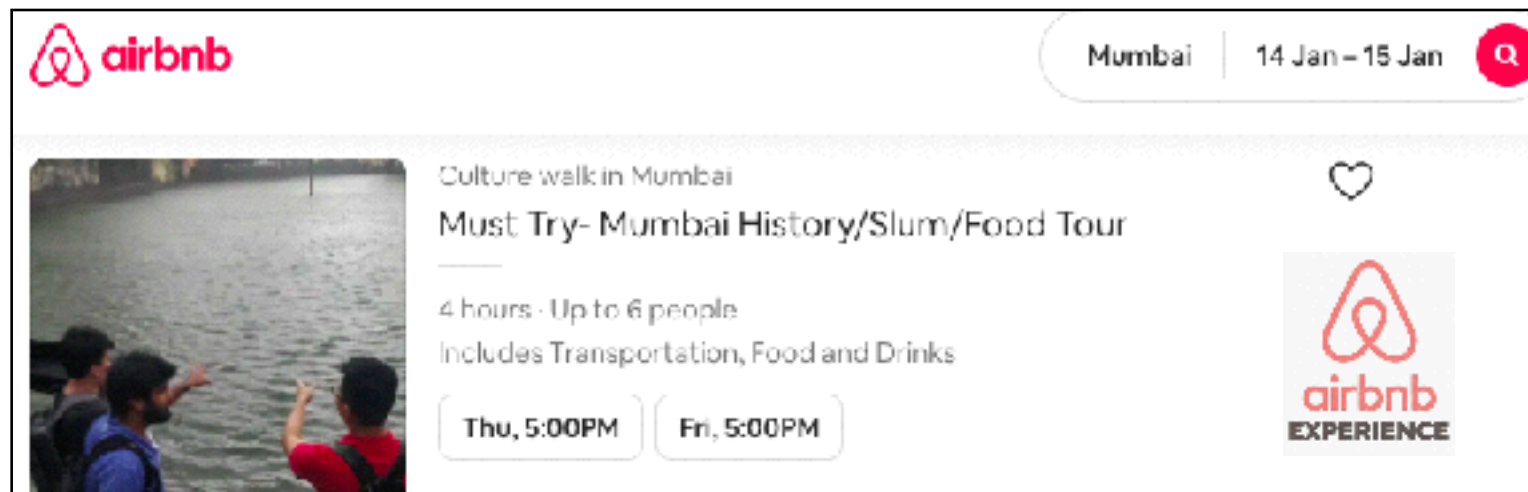 airbnb
Mumbai
14 Jan – 15 Jan
Culture walk in Mumbai
Must Try- Mumbai History/Slum/Food Tour
4 hours · Up to 6 people
Includes Transportation, Food and Drinks
Thu, 5:00PM
Fri, 5:00PM
airbnb
EXPERIENCE